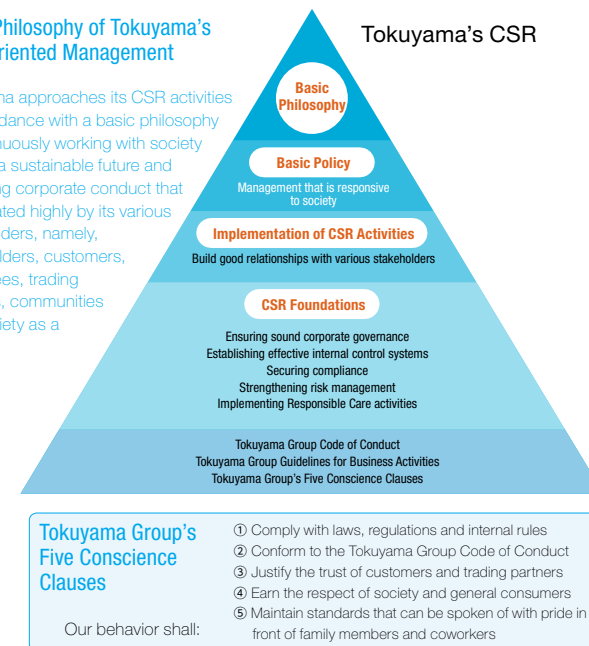 Philosophy of Tokuyama's
riented Management
na approaches its CSR activities
dance with a basic philosophy
nuously working with society
a sustainable future and
ng corporate conduct that
ated highly by its various
ders, namely,
lders, customers,
ees, trading
s, communities
iety as a
Tokuyama's CSR
Basic
Philosophy
Basic Policy
Management that is responsive
to society
Implementation of CSR Activities
Build good relationships with various stakeholders
CSR Foundations
Ensuring sound corporate governance
Establishing effective internal control systems
Securing compliance
Strengthening risk management
Implementing Responsible Care activities
Tokuyama Group Code of Conduct
Tokuyama Group Guidelines for Business Activities
Tokuyama Group's Five Conscience Clauses
Tokuyama Group's
Five Conscience
Clauses
Our behavior shall:
① Comply with laws, regulations and internal rules
② Conform to the Tokuyama Group Code of Conduct
③ Justify the trust of customers and trading partners
④ Earn the respect of society and general consumers
⑤ Maintain standards that can be spoken of with pride in
front of family members and coworkers